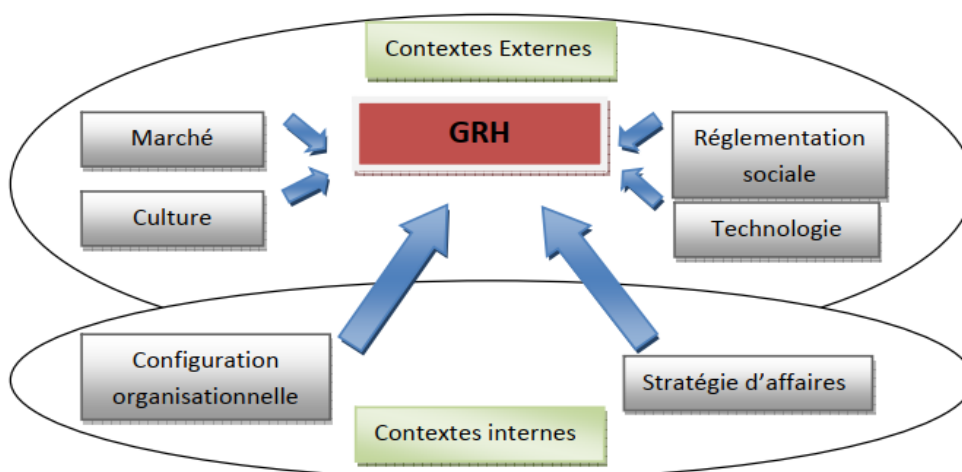 Contextes Externes
GRH
Marché
Culture
Réglementation
sociale
Technologie
Configuration
organisationnelle
Stratégie d’affaires
Contextes internes